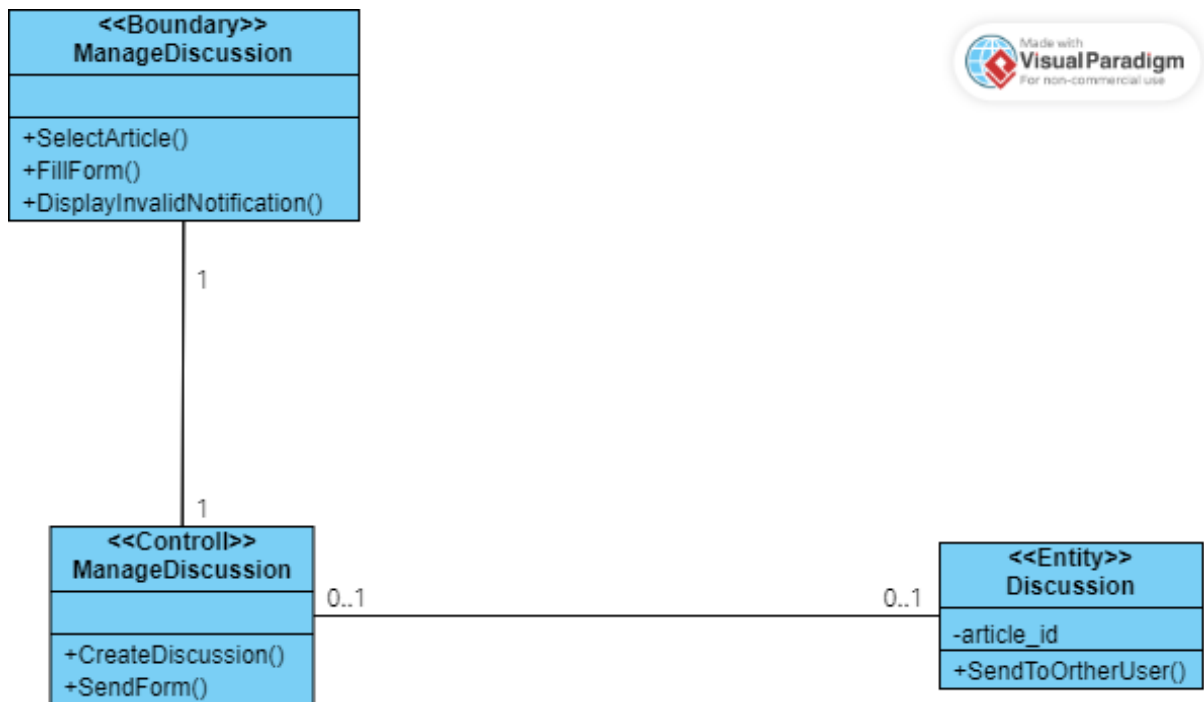 <<Boundary>>
ManageDiscussion
+SelectArticle()
+FillForm()
+DisplayInvalidNotification()
Made with
Visual Paradigm
For non-commercial use
1
1
<<Controll>>
ManageDiscussion
+CreateDiscussion()
+SendForm()
0..1
0..1
<<Entity>>
Discussion
-article_id
+SendToOrtherUser()